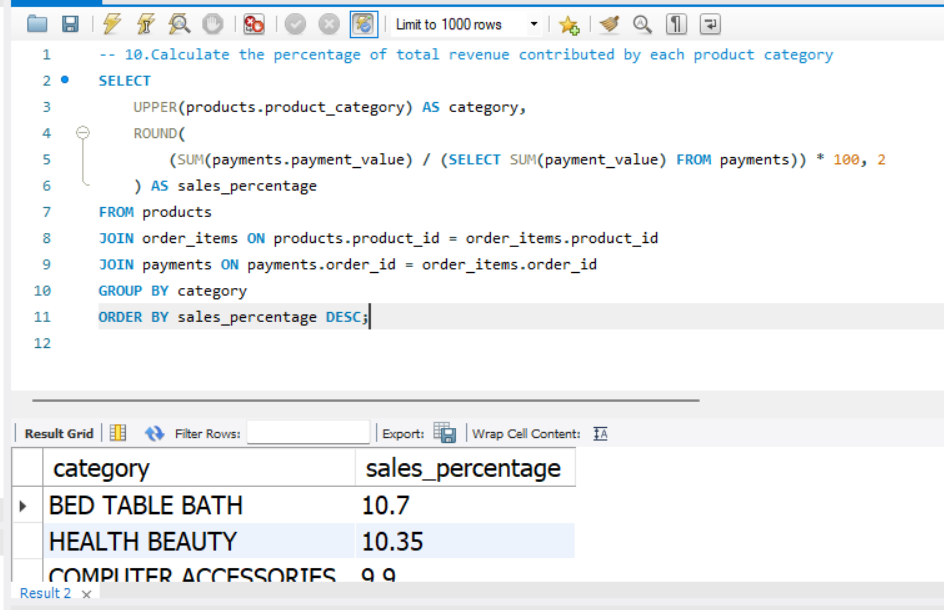 Limit to 1000 rows
1 -- 10.Calculate the percentage of total revenue contributed by each product category
2 SELECT
3 UPPER(products.product_category) AS category,
4 ROUND(
5 (SUM(payments.payment_value) / (SELECT SUM(payment_value) FROM payments)) * 100, 2
6 ) AS sales_percentage
7 FROM products
8 JOIN order_items ON products.product_id = order_items.product_id
9 JOIN payments ON payments.order_id = order_items.order_id
10 GROUP BY category
11 ORDER BY sales_percentage DESC;
12
Result Grid Filter Rows: Export: Wrap Cell Content: IA
category sales_percentage
BED TABLE BATH 10.7
HEALTH BEAUTY 10.35
COMPUTER ACCESSORIES 9.9
Result 2 ×